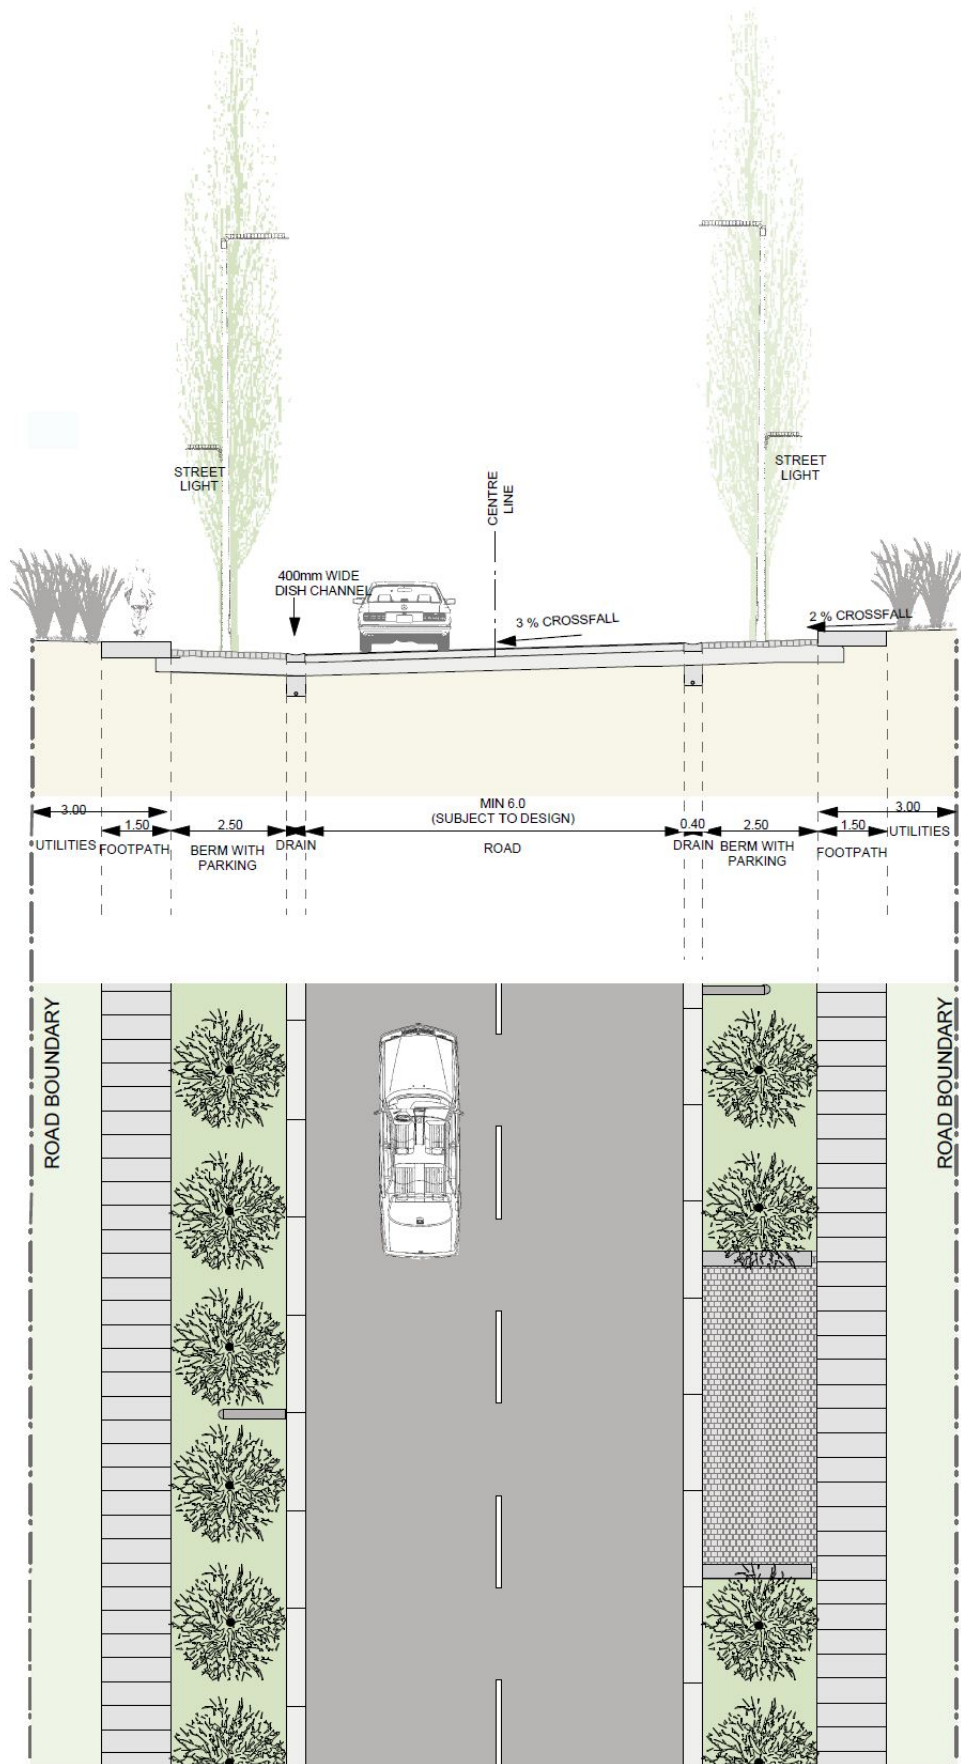 STREET
LIGHT
STREET
LIGHT
CENTRE
LINE
400mm WIDE
DISH CHANNEL
3 % CROSSFALL
2 % CROSSFALL
3.00
MIN 6.0
(SUBJECT TO DESIGN)
3.00
1.50
2.50
0.40
2.50
1.50
UTILITIES
FOOTPATH
BERM WITH
PARKING
DRAIN
ROAD
DRAIN
BERM WITH
PARKING
FOOTPATH
UTILITIES
ROAD BOUNDARY
ROAD BOUNDARY